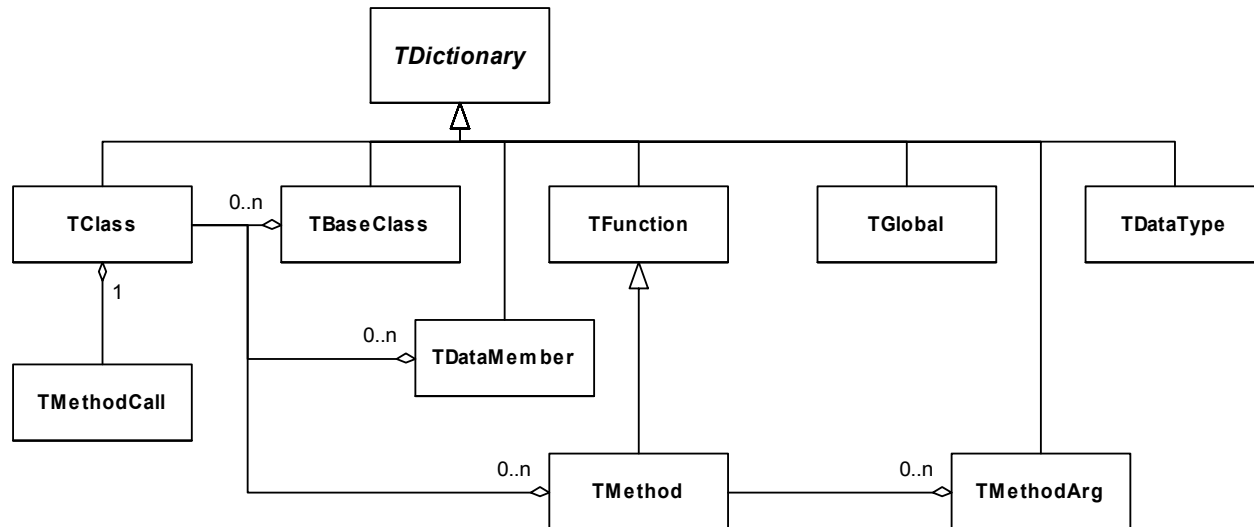 TDictionary
0..n
TClass
TBaseClass
TFunction
TGlobal
TDataType
1
0..n
TDataMember
TMethodCall
0..n
0..n
TMethod
TMethodArg